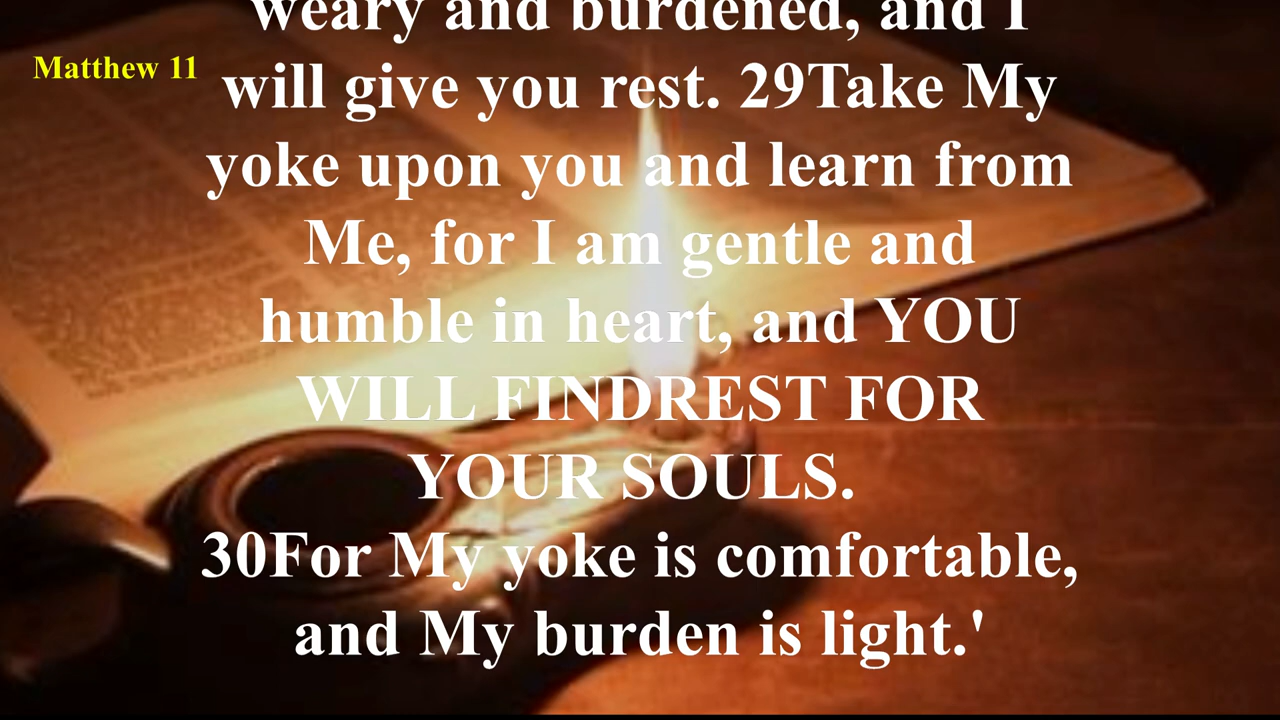 weary and burdened, and I
Matthew 11
will give you rest. 29Take My
yoke upon you and learn from
Me, for I am gentle and
humble in heart, and YOU
WILL FINDREST FOR
YOUR SOULS.
30For My yoke is comfortable,
and My burden is light.'